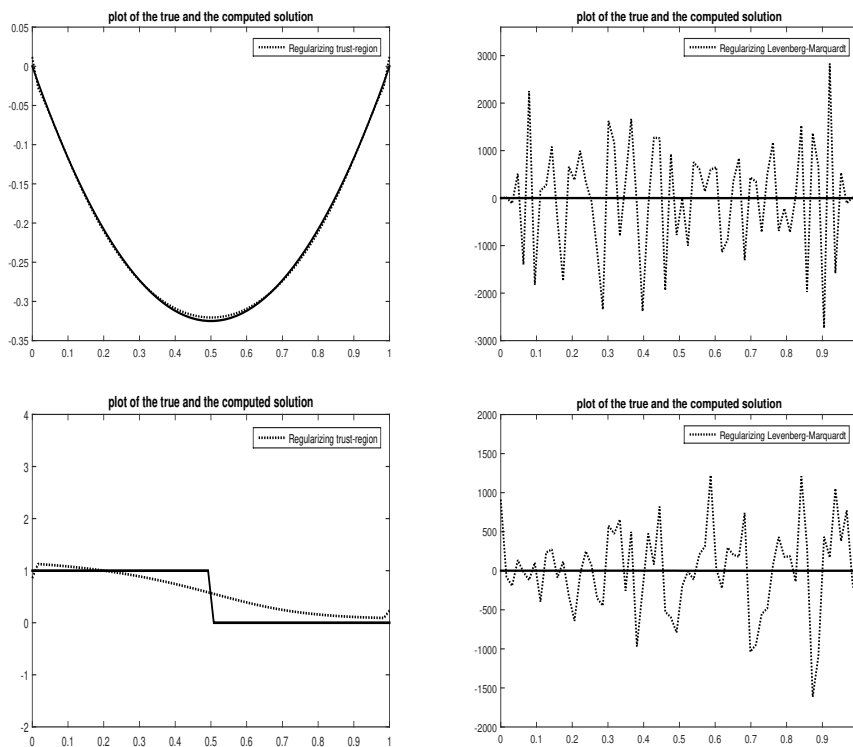 plot of the true and the computed solution
Regularizing trust-region
0.05
0
-0.05
-0.1
-0.15
-0.2
-0.25
-0.3
-0.35
0 0.1 0.2 0.3 0.4 0.5 0.6 0.7 0.8 0.9 1
plot of the true and the computed solution
Regularizing Levenberg-Marquardt
3000
2000
1000
0
-1000
-2000
-3000
0 0.1 0.2 0.3 0.4 0.5 0.6 0.7 0.8 0.9
plot of the true and the computed solution
Regularizing trust-region
4
3
2
1
0
-1
-2
0 0.1 0.2 0.3 0.4 0.5 0.6 0.7 0.8 0.9 1
plot of the true and the computed solution
Regularizing Levenberg-Marquardt
2000
1500
1000
500
0
-500
-1000
-1500
-2000
0 0.1 0.2 0.3 0.4 0.5 0.6 0.7 0.8 0.9